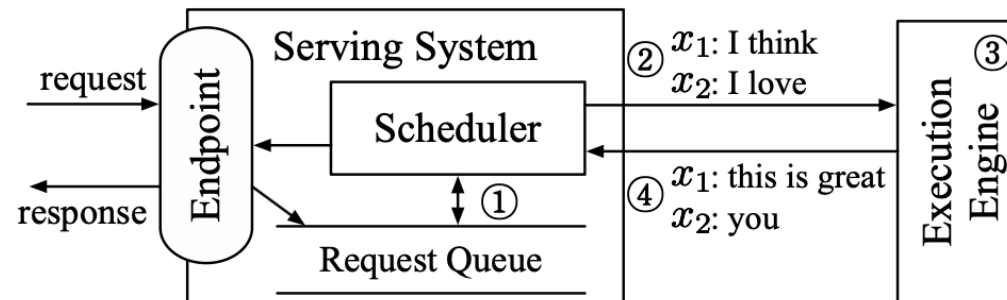 Serving System
request
Endpoint
Scheduler
response
①
Request Queue
② x1: I think
x2: I love
④ x1: this is great
x2: you
③
Execution
Engine